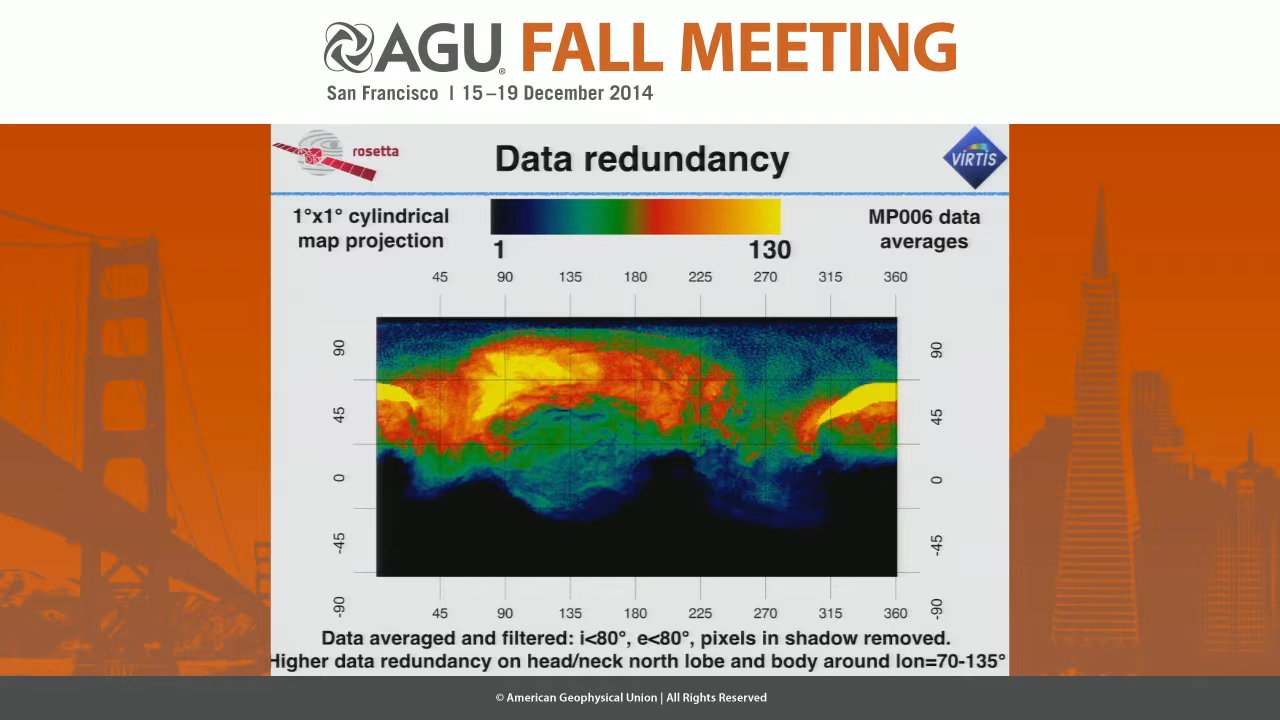 AGU® FALL MEETING
San Francisco | 15–19 December 2014
rosetta
Data redundancy
VIRTIS
1°x1° cylindrical
map projection
1
130
MP006 data
averages
45 90 135 180 225 270 315 360
90 90
45 45
0 0
-45 -45
-90 -90
45 90 135 180 225 270 315 360
Data averaged and filtered: i<80°, e<80°, pixels in shadow removed.
Higher data redundancy on head/neck north lobe and body around lon=70-135°
© American Geophysical Union | All Rights Reserved